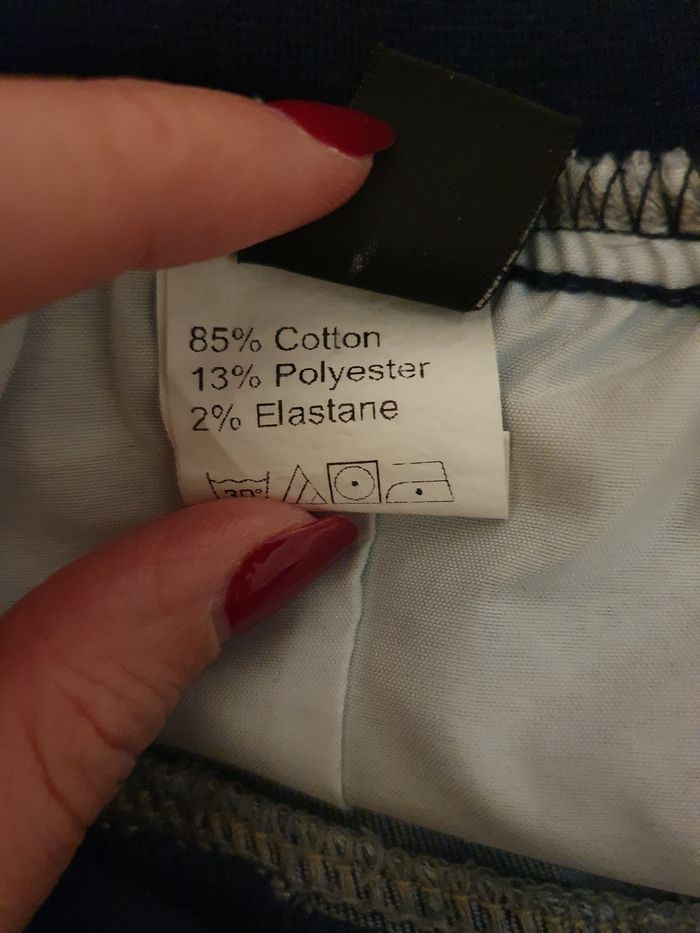 85% Cotton
13% Polyester
2% Elastane
30°